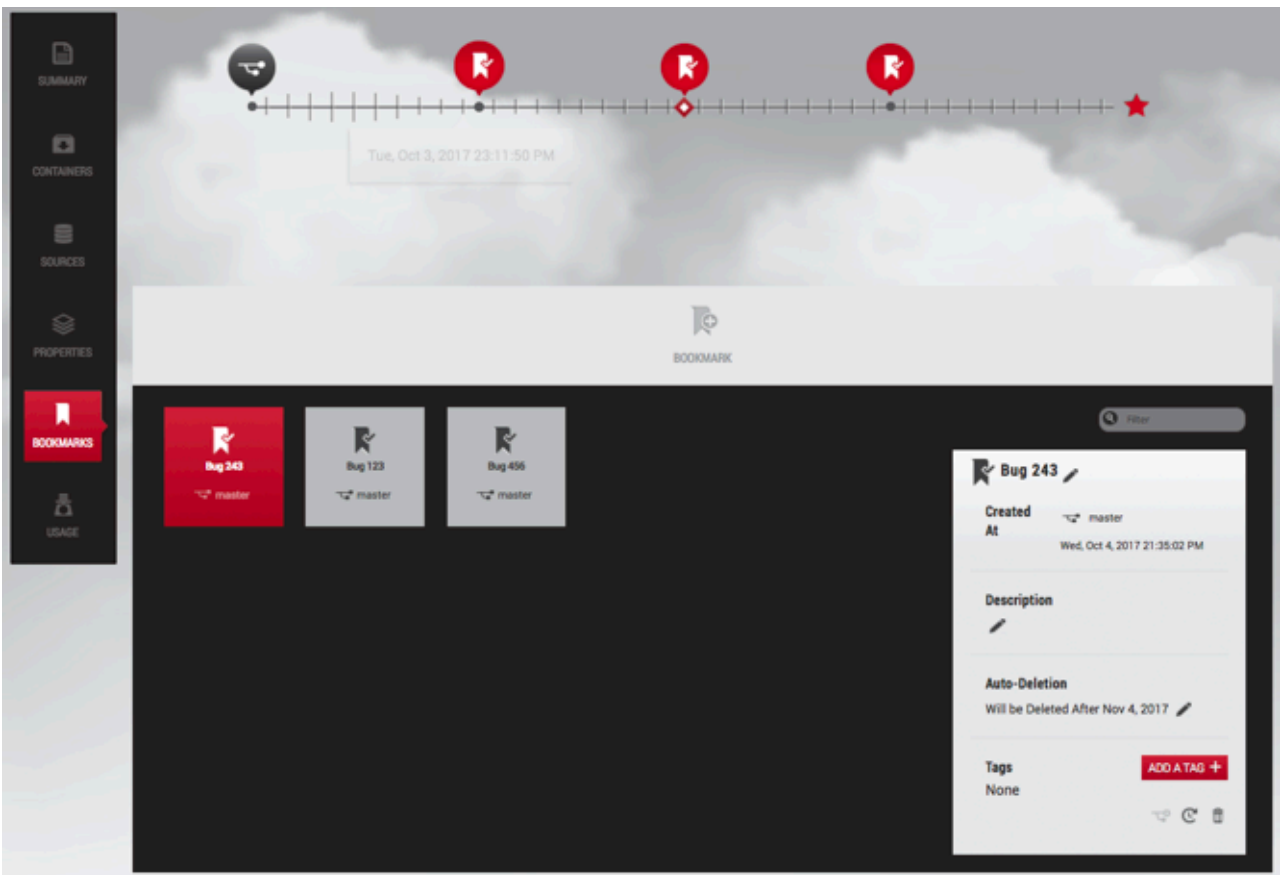 SUMMARY
CONTAINERS
SOURCES
PROPERTIES
BOOKMARKS
USAGE
Tue, Oct 3, 2017 23:11:50 PM
BOOKMARK
Bug 243
master
Bug 123
master
Bug 456
master
Filter
Bug 243
Created At
master
Wed, Oct 4, 2017 21:35:02 PM
Description
Auto-Deletion
Will be Deleted After Nov 4, 2017
Tags
ADD A TAG +
None